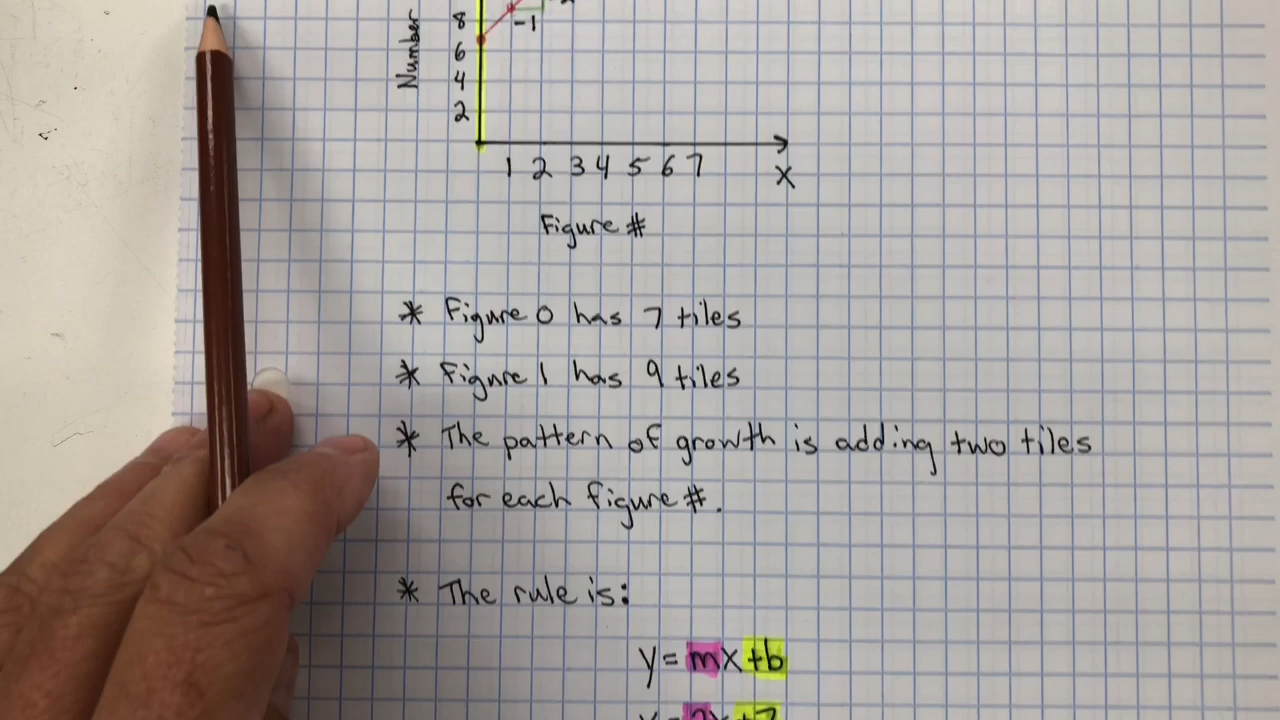 8
-1
Number
6
4
2
1 2 3 4 5 6 7
X
Figure #
* Figure 0 has 7 tiles
* Figure 1 has 9 tiles
* The pattern of growth is adding two tiles
for each figure #.
* The rule is:
y = mx + b
y = 2x + 7